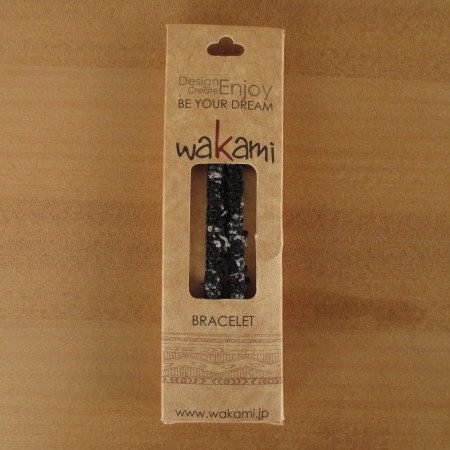 Design
Create Enjoy
BE YOUR DREAM
wakami
BRACELET
www.wakami.jp